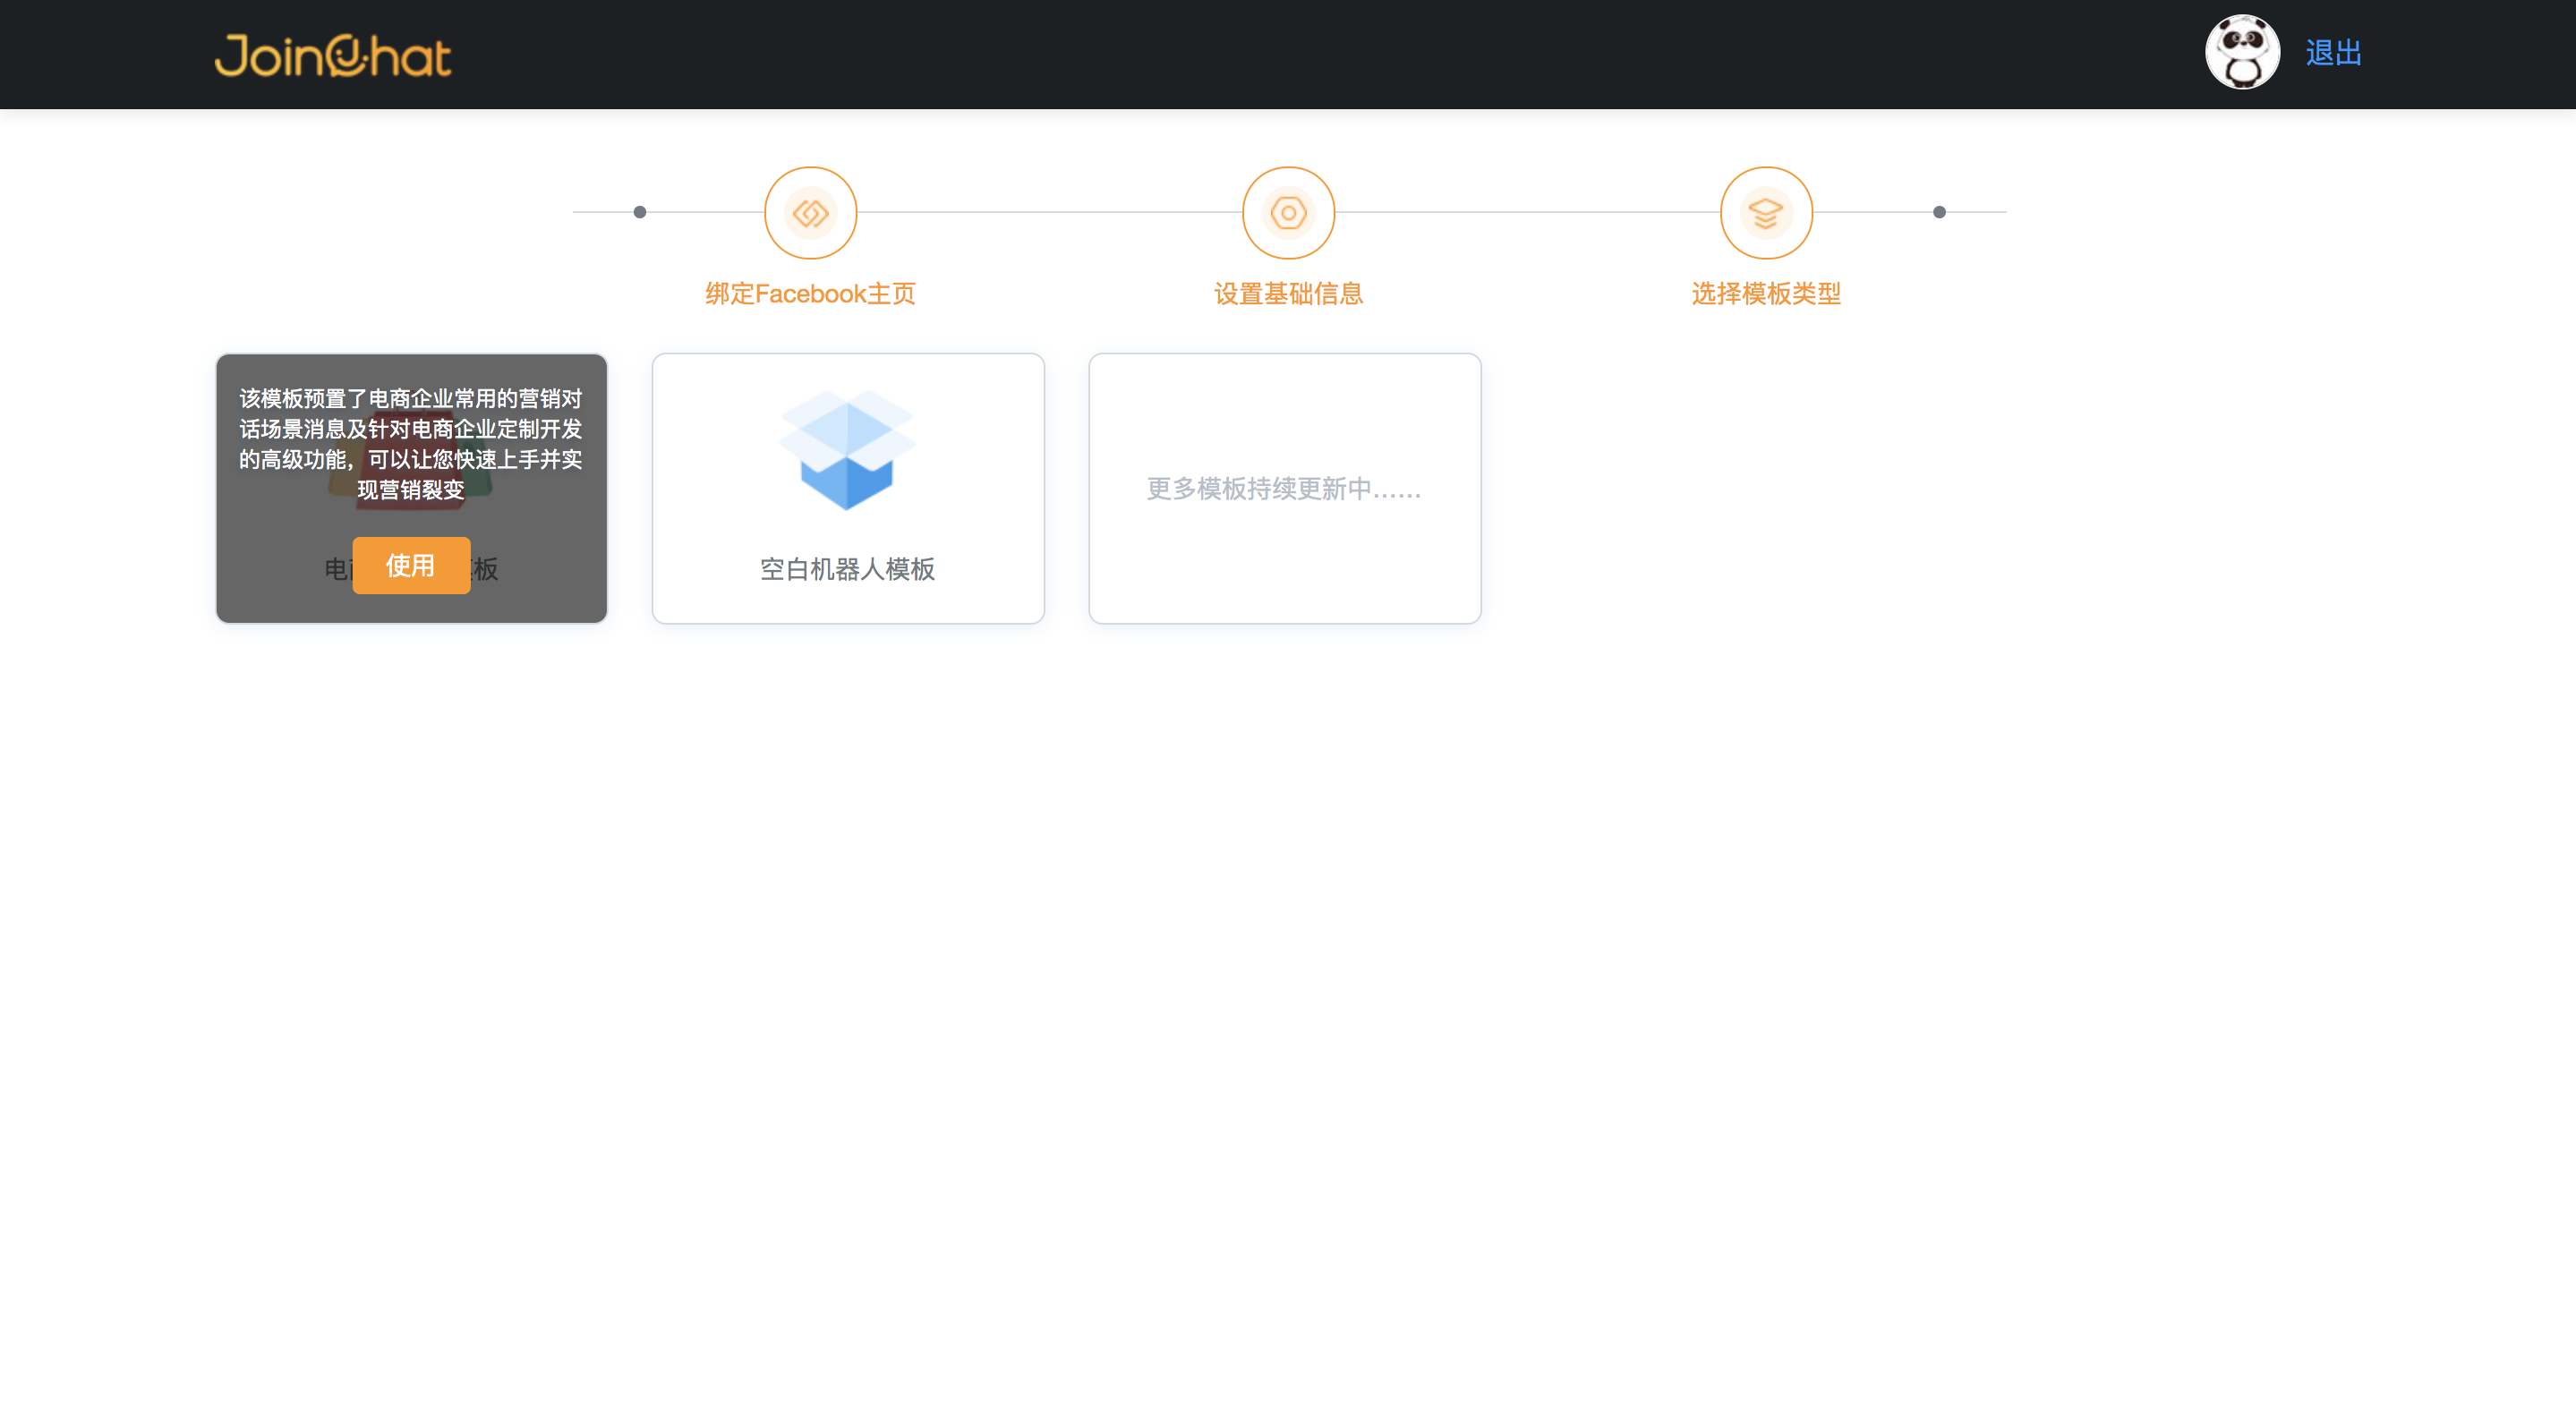 JoinChat
退出
绑定Facebook主页
设置基础信息
选择模板类型
该模板预置了电商企业常用的营销对
话场景消息及针对电商企业定制开发
的高级功能，可以让您快速上手并实
现营销裂变
使用
板
空白机器人模板
更多模板持续更新中......